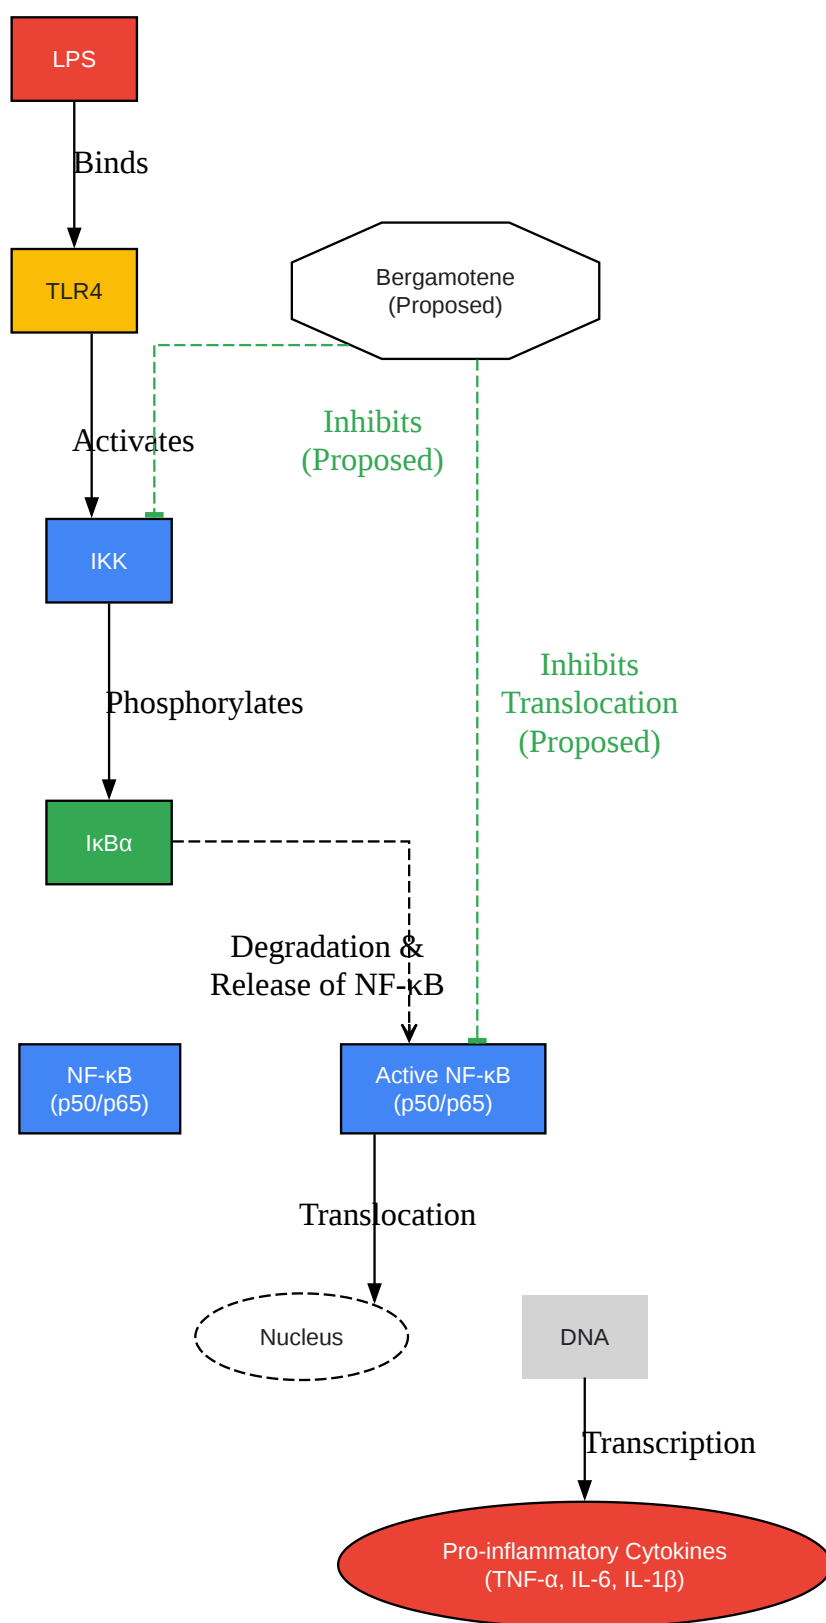 LPS
Binds
TLR4
Bergamotene
(Proposed)
Activates
Inhibits
(Proposed)
IKK
Phosphorylates
Inhibits
Translocation
(Proposed)
IκBα
Degradation &
Release of NF-κB
NF-κB
(p50/p65)
Active NF-κB
(p50/p65)
Translocation
Nucleus
DNA
Transcription
Pro-inflammatory Cytokines
(TNF-α, IL-6, IL-1β)